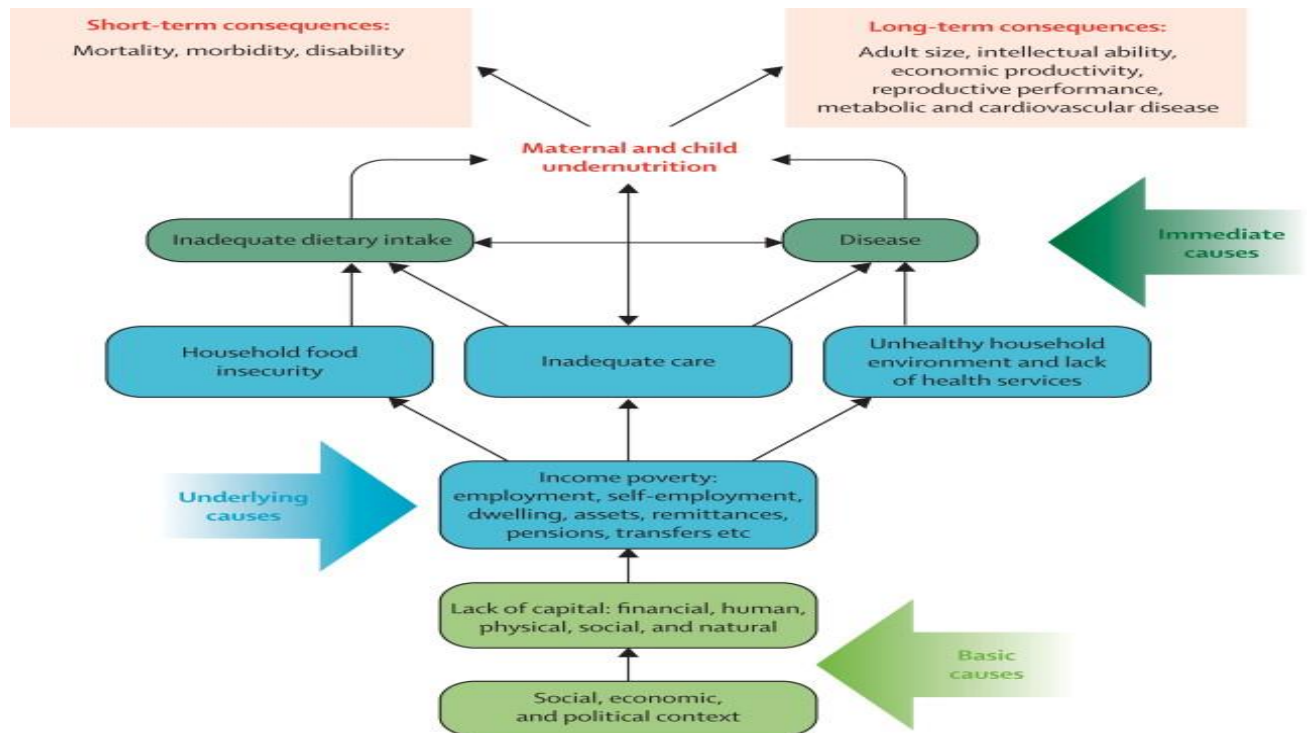 Short-term consequences:
Mortality, morbidity, disability
Long-term consequences:
Adult size, intellectual ability,
economic productivity,
reproductive performance,
metabolic and cardiovascular disease
Maternal and child
undernutrition
Inadequate dietary intake
Disease
Immediate
causes
Household food
insecurity
Inadequate care
Unhealthy household
environment and lack
of health services
Underlying
causes
Income poverty:
employment, self-employment,
dwelling, assets, remittances,
pensions, transfers etc
Lack of capital: financial, human,
physical, social, and natural
Basic
causes
Social, economic,
and political context